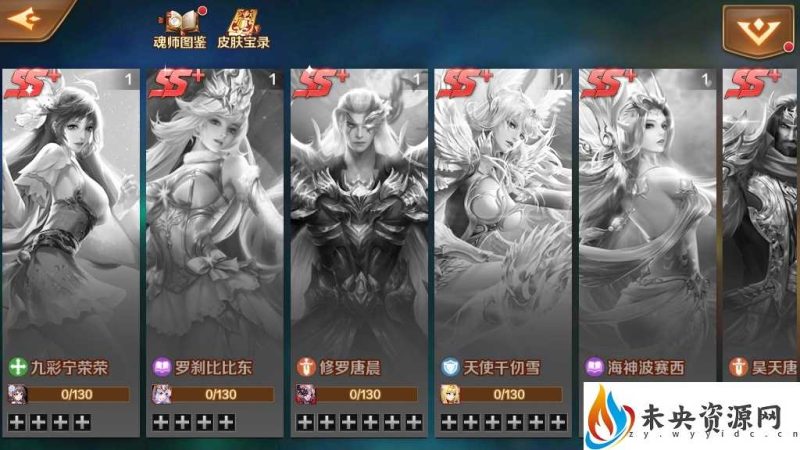 魂师图鉴
皮肤宝录
SS+ 1
SS+ 1
SS+ 1
SS+ 1
SS+ 1
SS+
九彩宁荣荣
罗刹比比东
修罗唐晨
天使千仞雪
海神波赛西
昊天唐
0/130
0/130
0/130
0/130
未央资源网
zy.wyyidc.cn